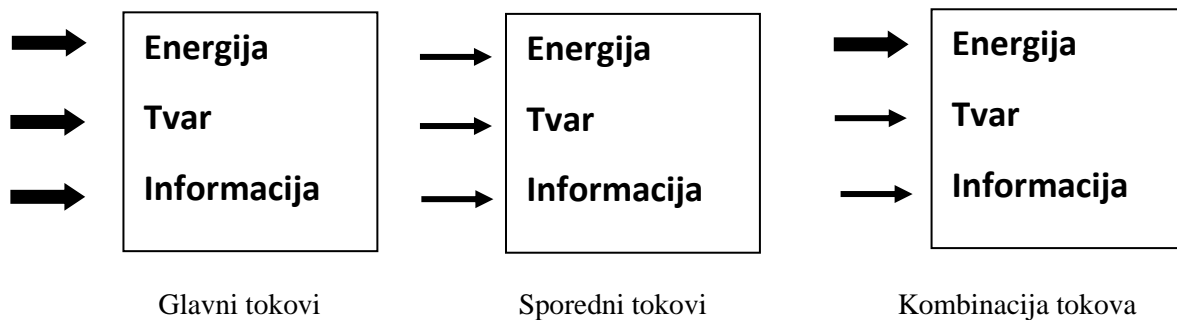 Energija
Tvar
Informacija
Glavni tokovi
Energija
Tvar
Informacija
Sporedni tokovi
Energija
Tvar
Informacija
Kombinacija tokova